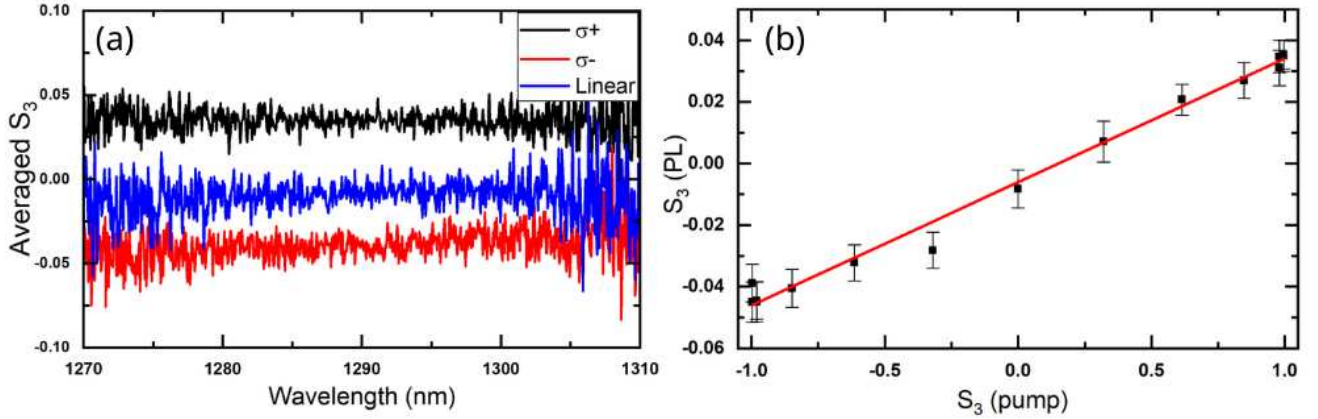 (a)
σ+
σ-
Linear
0.10
0.05
0.00
-0.05
-0.10
Averaged S3
1270
1280
1290
1300
1310
Wavelength (nm)
(b)
0.04
0.02
0.00
-0.02
-0.04
-0.06
S3 (PL)
-1.0
-0.5
0.0
0.5
1.0
S3 (pump)